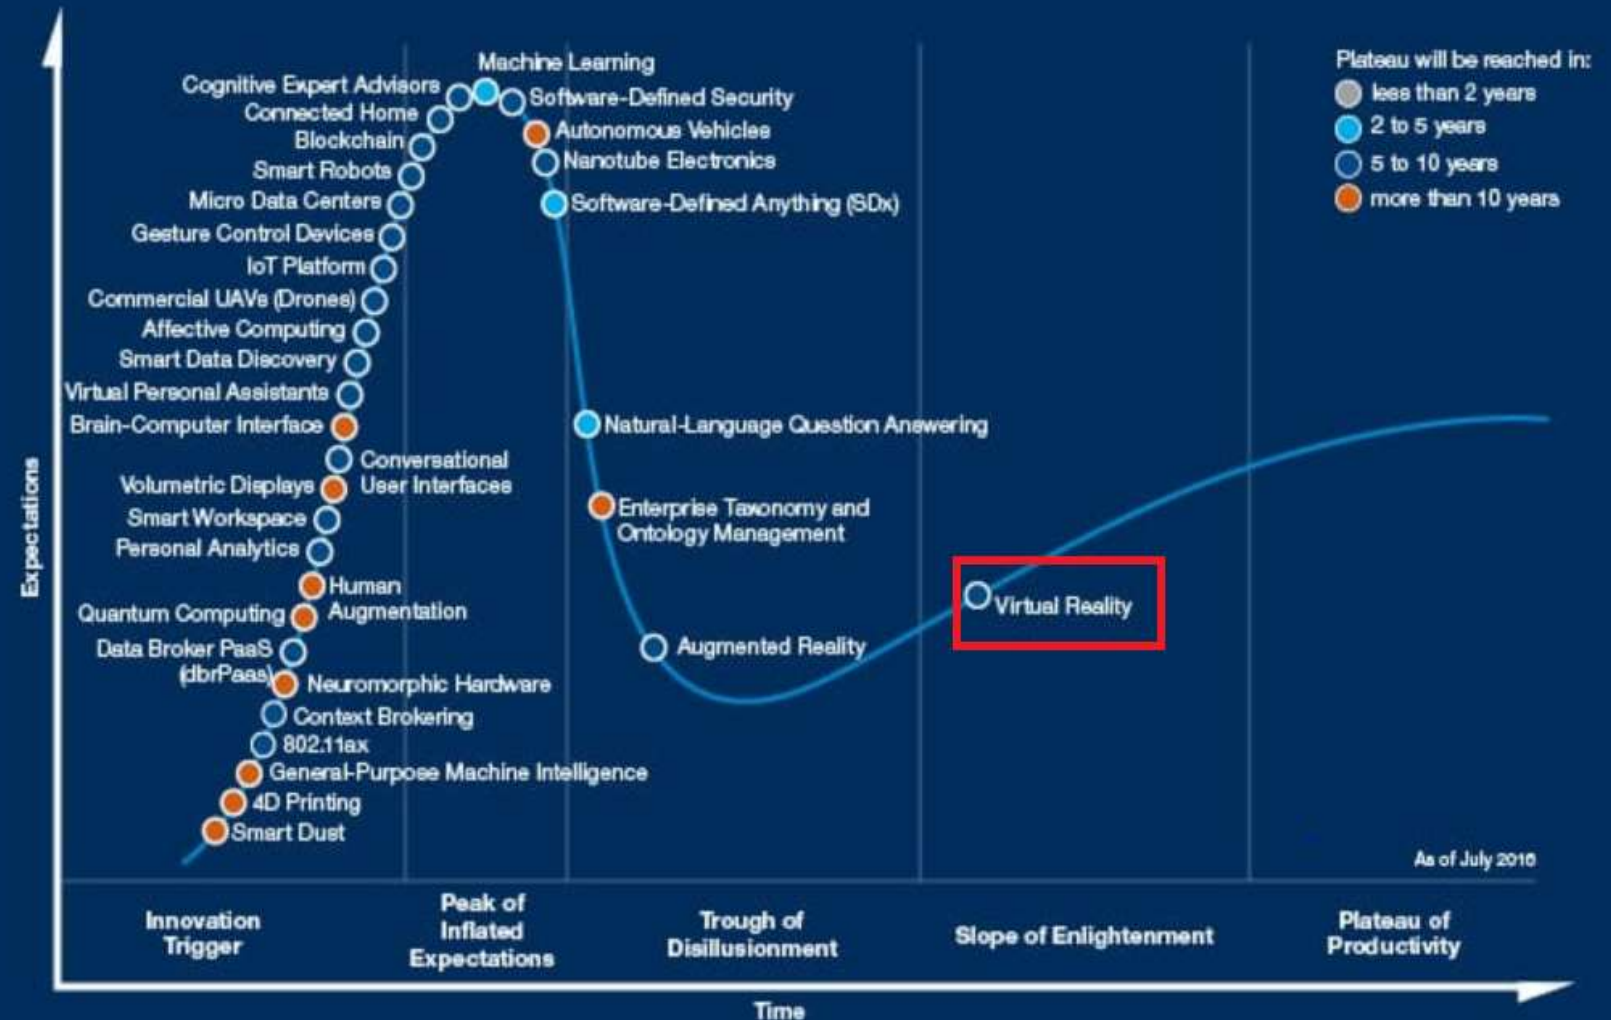 Machine Learning
Cognitive Expert Advisors
Software-Defined Security
Connected Home
Autonomous Vehicles
Blockchain
Nanotube Electronics
Smart Robots
Micro Data Centers
Software-Defined Anything (SDx)
Gesture Control Devices
IoT Platform
Commercial UAVs (Drones)
Affective Computing
Smart Data Discovery
Virtual Personal Assistants
Brain-Computer Interface
Natural-Language Question Answering
Conversational
User Interfaces
Volumetric Displays
Enterprise Taxonomy and
Ontology Management
Smart Workspace
Personal Analytics
Human
Augmentation
Quantum Computing
Virtual Reality
Data Broker PaaS
(dbrPaas)
Augmented Reality
Neuromorphic Hardware
Context Brokering
802.11ax
General-Purpose Machine Intelligence
4D Printing
Smart Dust
Plateau will be reached in:
less than 2 years
2 to 5 years
5 to 10 years
more than 10 years
As of July 2016
Expectations
Innovation
Trigger
Peak of
Inflated
Expectations
Trough of
Disillusionment
Slope of Enlightenment
Plateau of
Productivity
Time